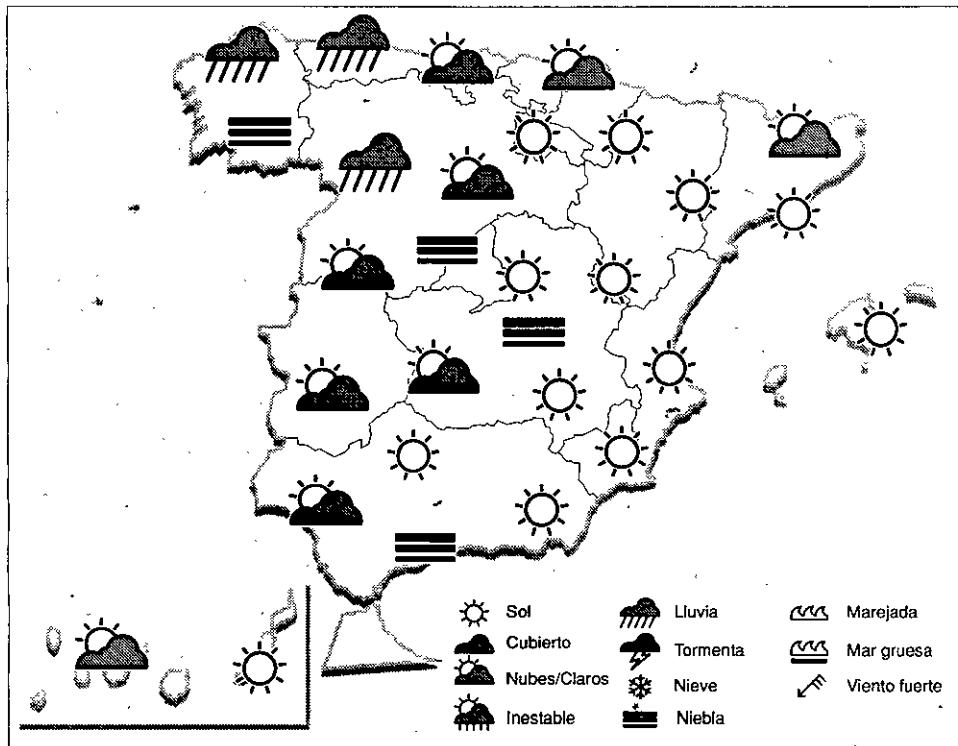 Sol
Cubierto
Nubes/Claros
Inestable
Lluvia
Tormenta
Nieve
Niebla
Marejada
Mar gruesa
Viento fuerte